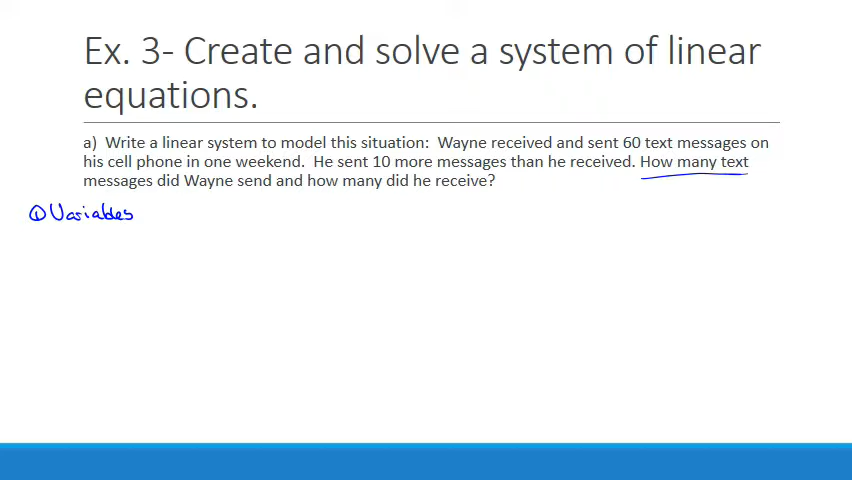 Ex. 3- Create and solve a system of linear
equations.
a) Write a linear system to model this situation: Wayne received and sent 60 text messages on
his cell phone in one weekend. He sent 10 more messages than he received. How many text
messages did Wayne send and how many did he receive?
① Variables